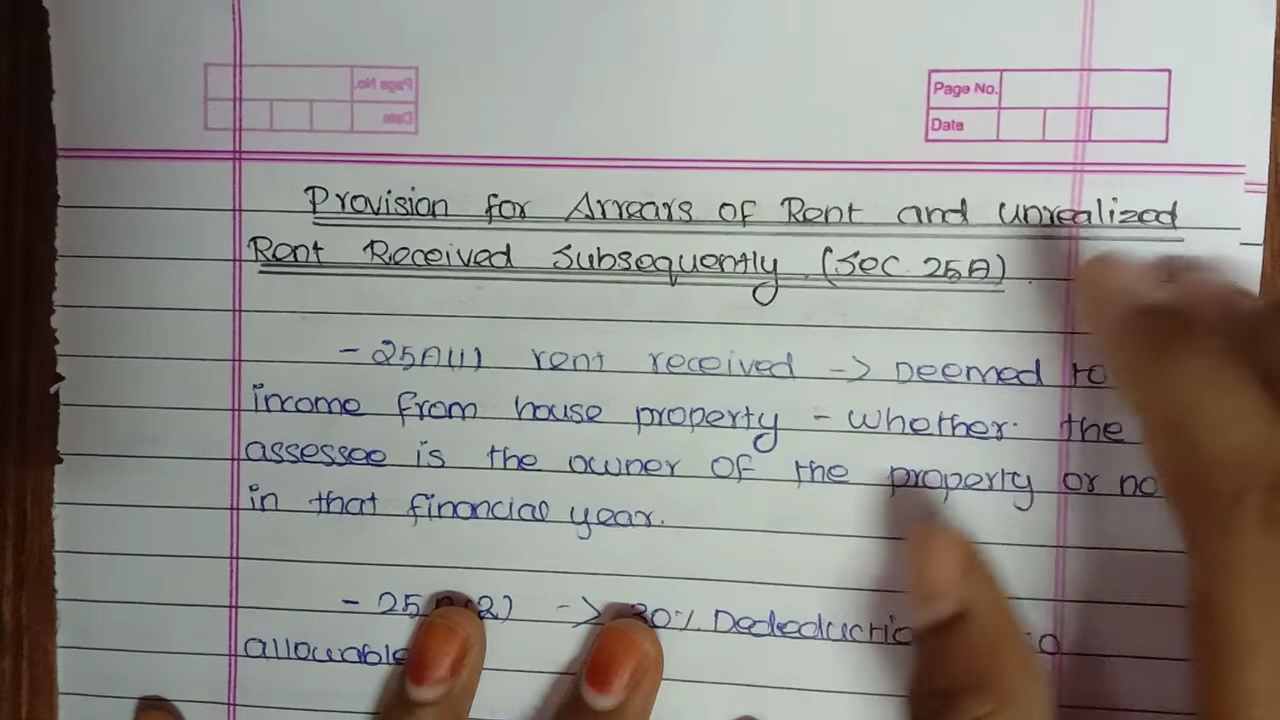 Page No.
Date
Provision for Arrears of Rent and unrealized
Rent Received Subsequently (Sec. 25A)
- 25A(1) rent received -> Deemed to
income from house property - whether the
assessee is the owner of the property or no
in that financial year.
- 25 (2) -> 30%
allowable